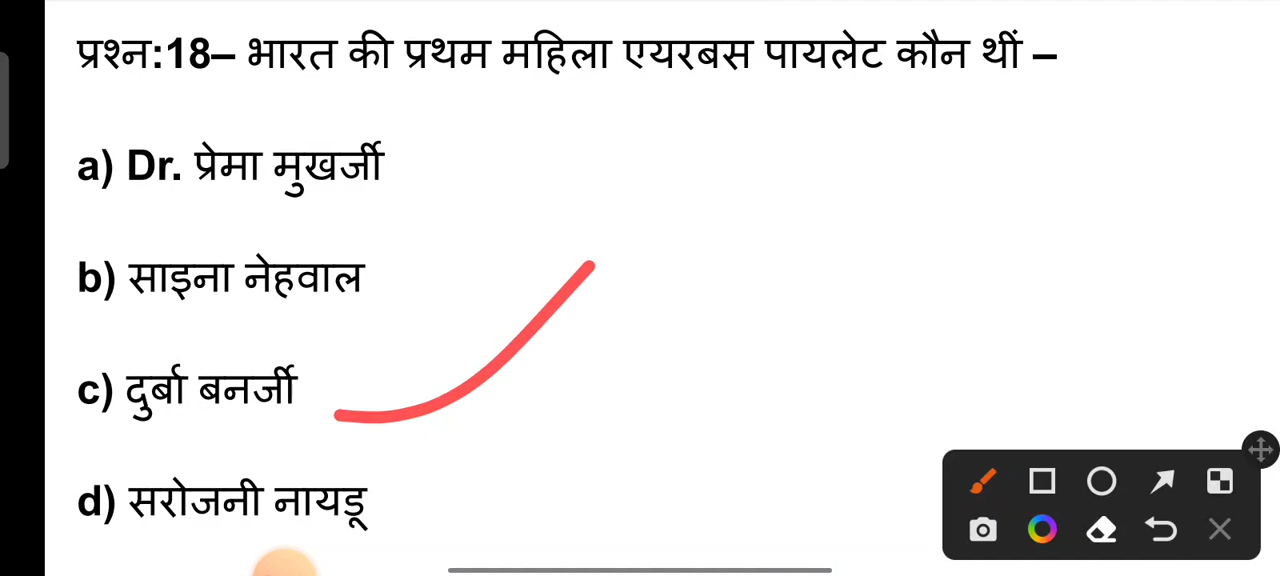 प्रश्न:18– भारत की प्रथम महिला एयरबस पायलेट कौन थीं –
a) Dr. प्रेमा मुखर्जी
b) साइना नेहवाल
c) दुर्बा बनर्जी
d) सरोजनी नायडू